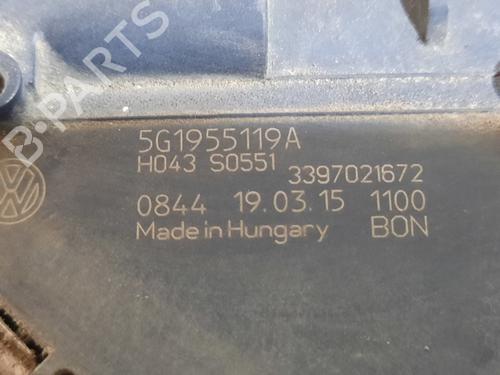 B-PARTS
5G1955119A
H043 S0551
3397021672
0844 19.03.15 1100
Made in Hungary BON